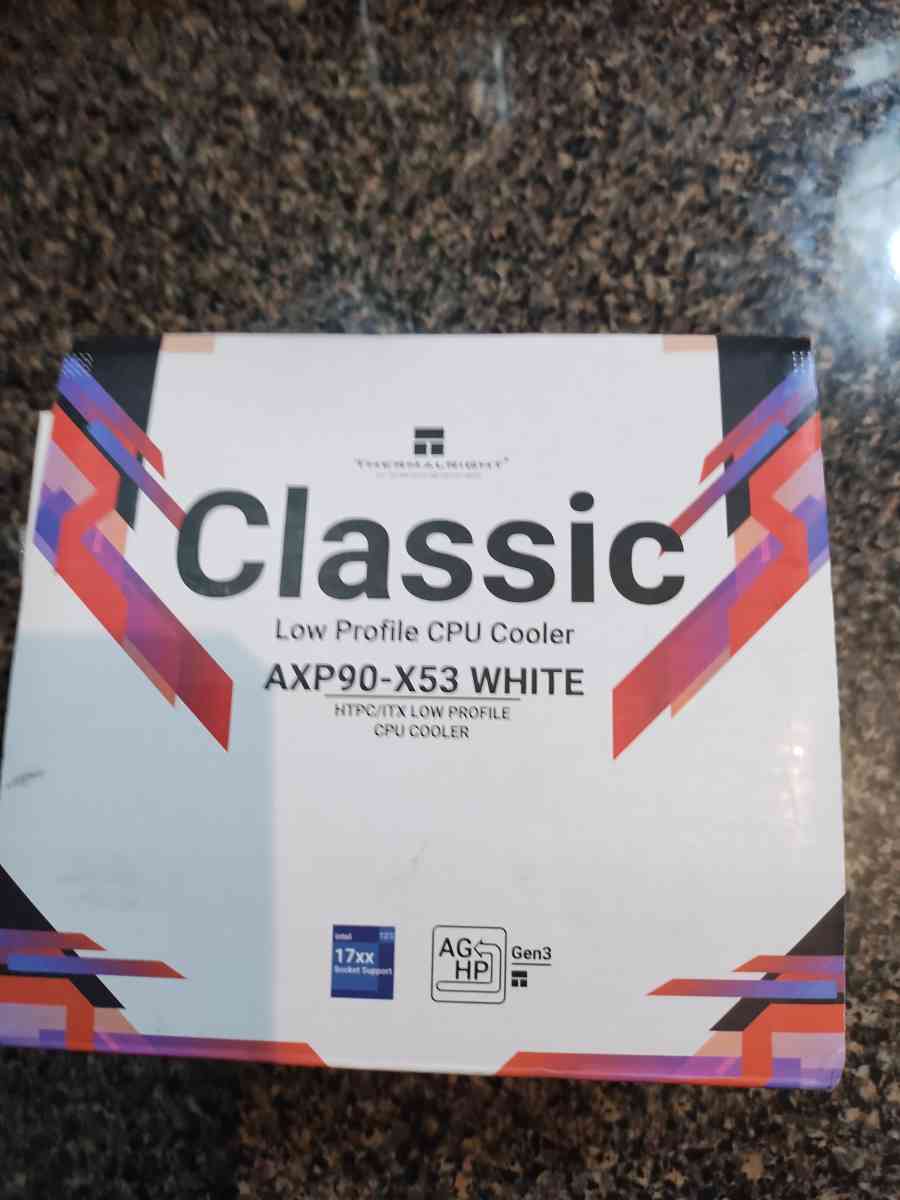 THERMALRIGHT
Classic
Low Profile CPU Cooler
AXP90-X53 WHITE
HTPC/ITX LOW PROFILE
CPU COOLER
intel
17xx
Socket Support
AG
HP
Gen3